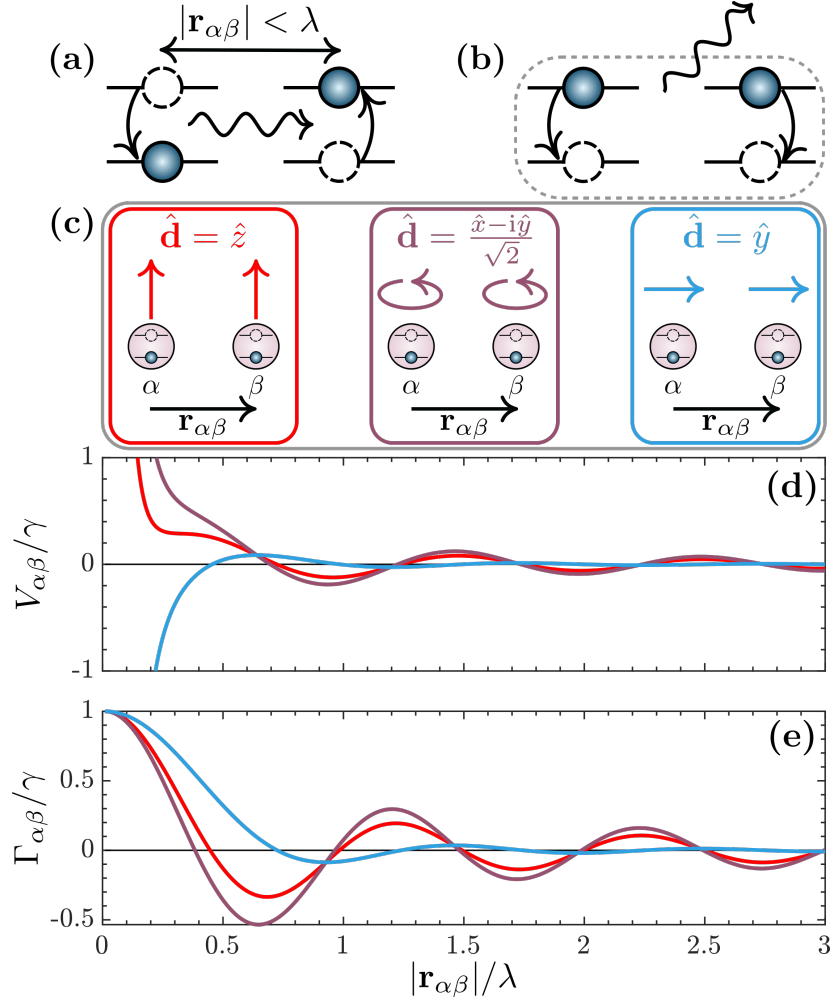 |r_αβ| < λ
(a)
(b)
(c)
d̂ = ẑ
d̂ = (x̂−iŷ)/√2
d̂ = ŷ
α β
α β
α β
r_αβ
r_αβ
r_αβ
(d)
V_αβ/γ
1
0
-1
(e)
Γ_αβ/γ
1
0.5
0
-0.5
0 0.5 1 1.5 2 2.5 3
|r_αβ|/λ